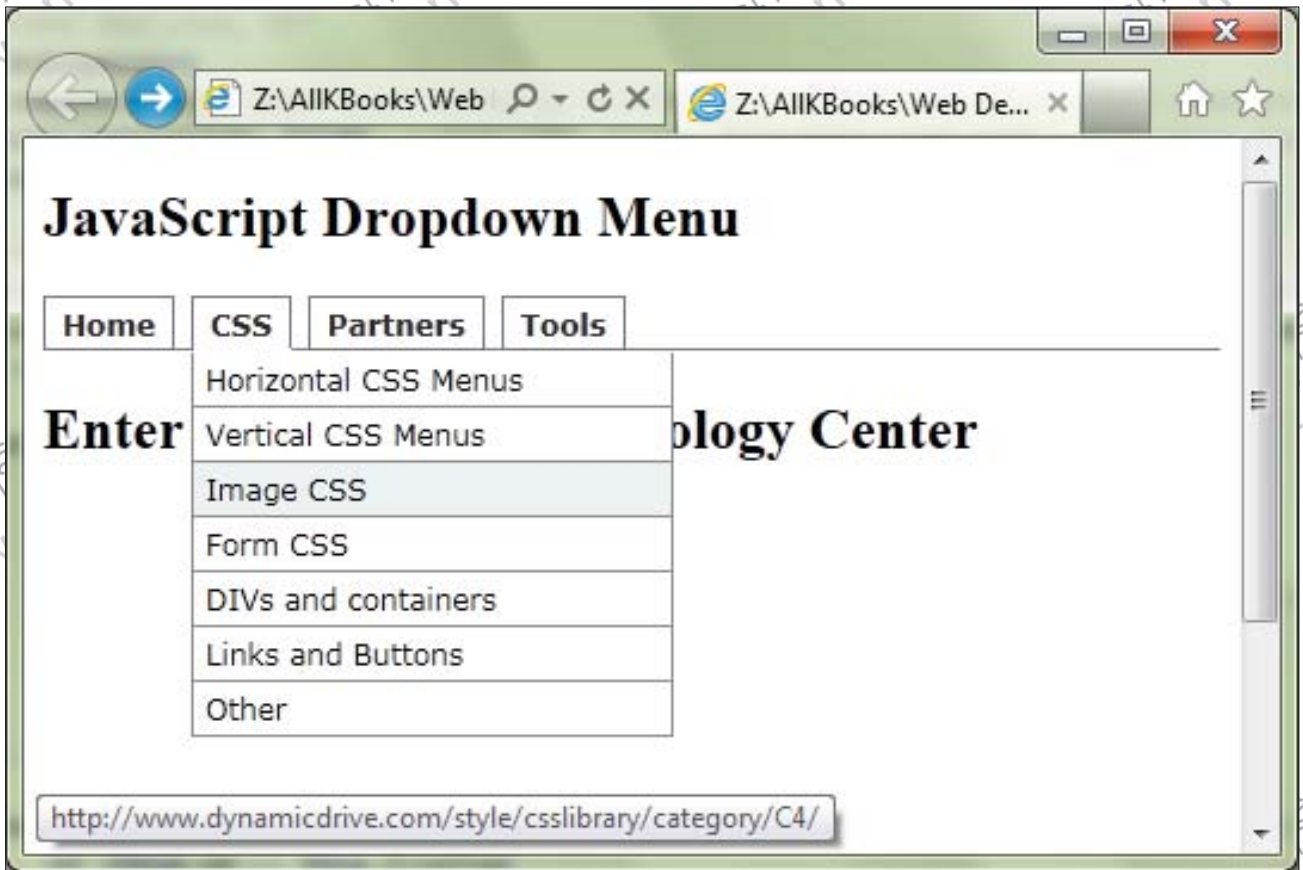 Z:\AllKBooks\Web
Z:\AllKBooks\Web De...
JavaScript Dropdown Menu
Home CSS Partners Tools
Horizontal CSS Menus
Enter ology Center
Vertical CSS Menus
Image CSS
Form CSS
DIVs and containers
Links and Buttons
Other
http://www.dynamicdrive.com/style/csslibrary/category/C4/